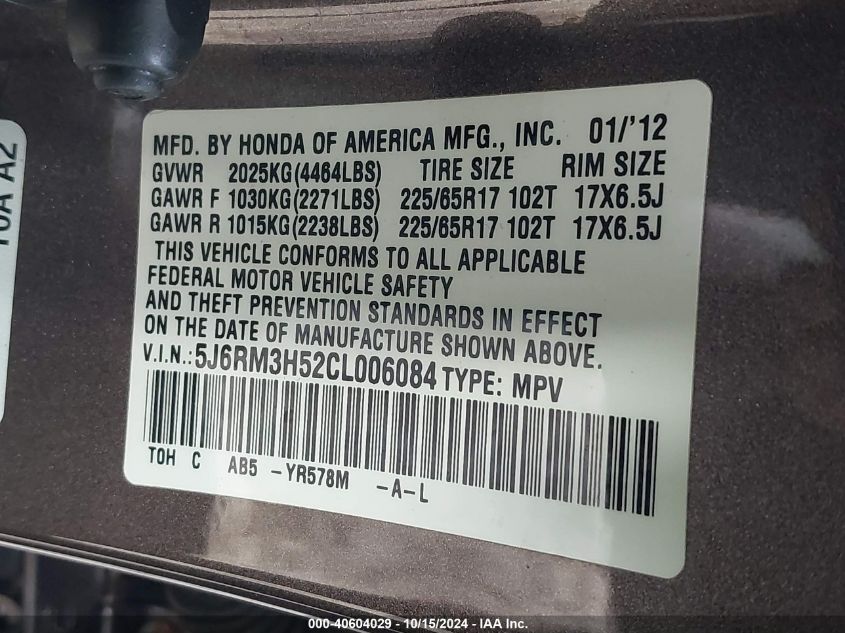 10A A2
MFD. BY HONDA OF AMERICA MFG., INC. 01/'12
GVWR 2025KG(4464LBS) TIRE SIZE RIM SIZE
GAWR F 1030KG(2271LBS) 225/65R17 102T 17X6.5J
GAWR R 1015KG(2238LBS) 225/65R17 102T 17X6.5J
THIS VEHICLE CONFORMS TO ALL APPLICABLE
FEDERAL MOTOR VEHICLE SAFETY
AND THEFT PREVENTION STANDARDS IN EFFECT
ON THE DATE OF MANUFACTURE SHOWN ABOVE.
V.I.N.:5J6RM3H52CL006084 TYPE: MPV
TOH C AB5 -YR578M -A-L
000-40604029 - 10/15/2024 - IAA Inc.